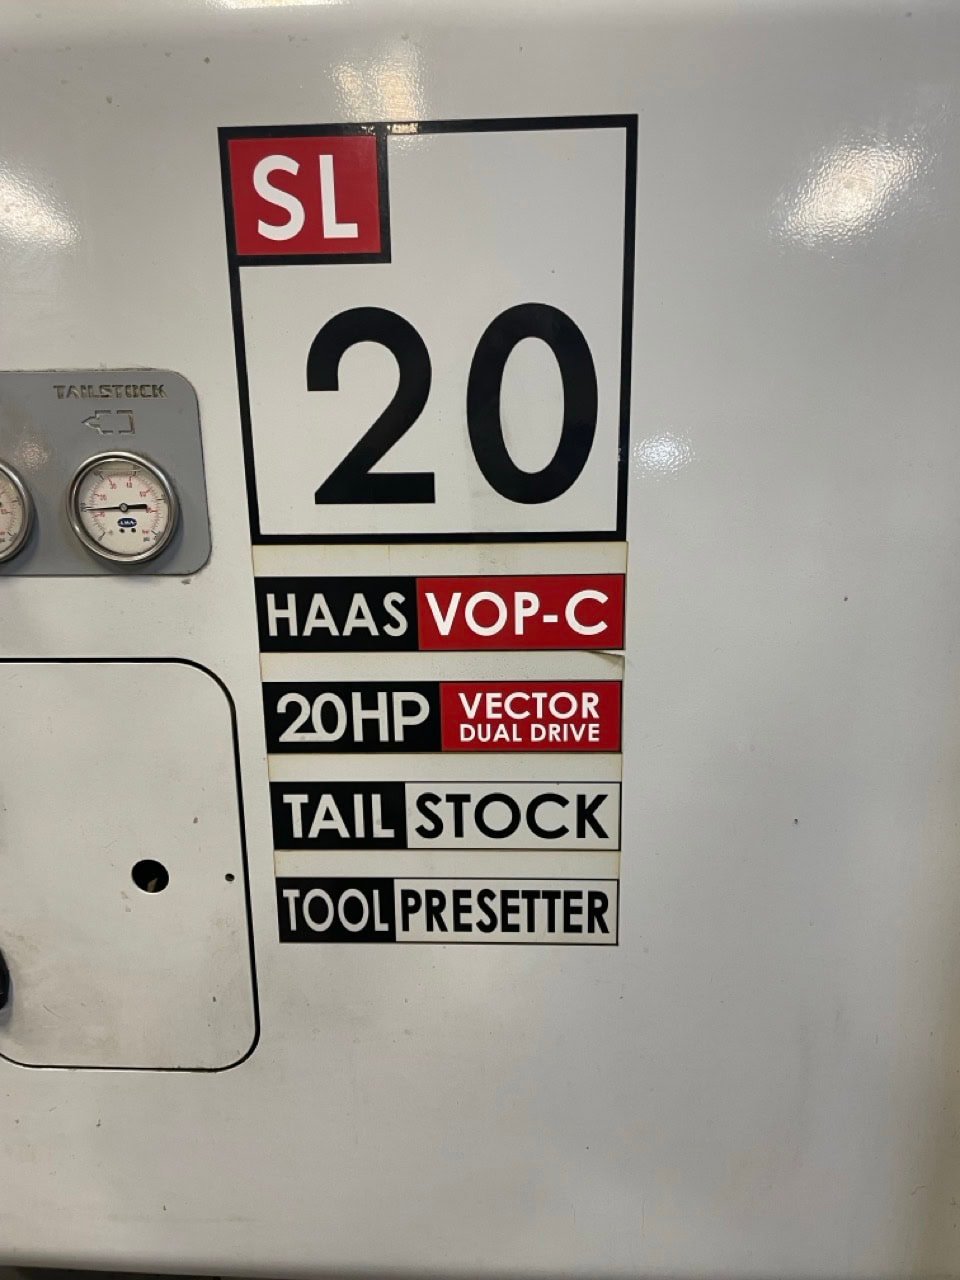 SL
20
TAILSTOCK
HAAS VOP-C
20HP VECTOR DUAL DRIVE
TAIL STOCK
TOOL PRESETTER